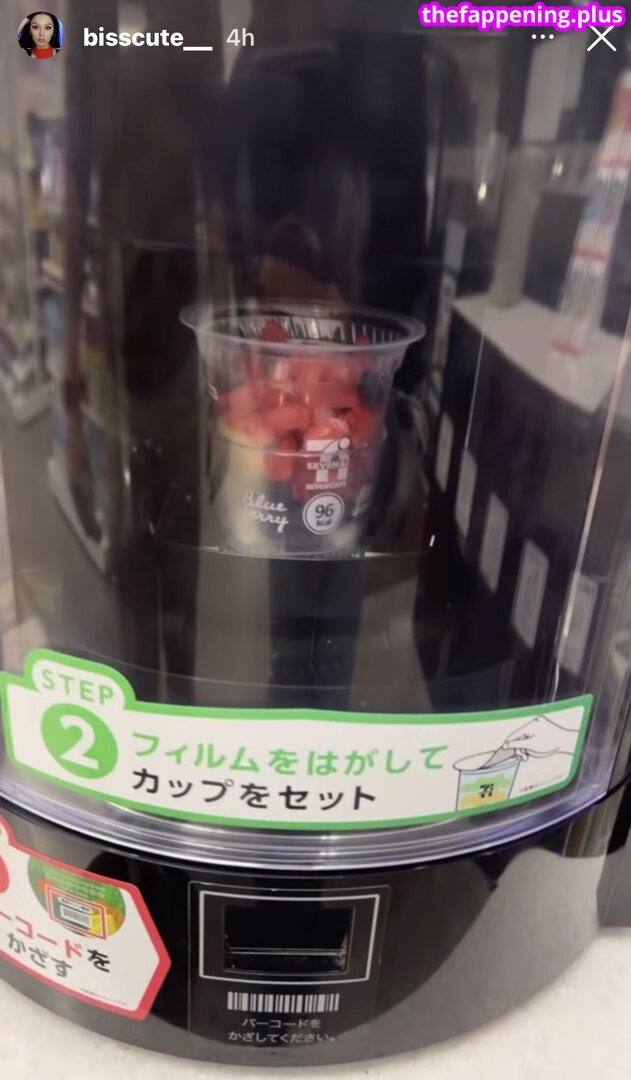 thefappening.plus
bisscute__ 4h
SEVEN
SEVEN CAFÉ
Blue
96
kcal
STEP
2
フィルムをはがして
カップをセット
ーコードを
かざす
バーコードを
かざしてください。